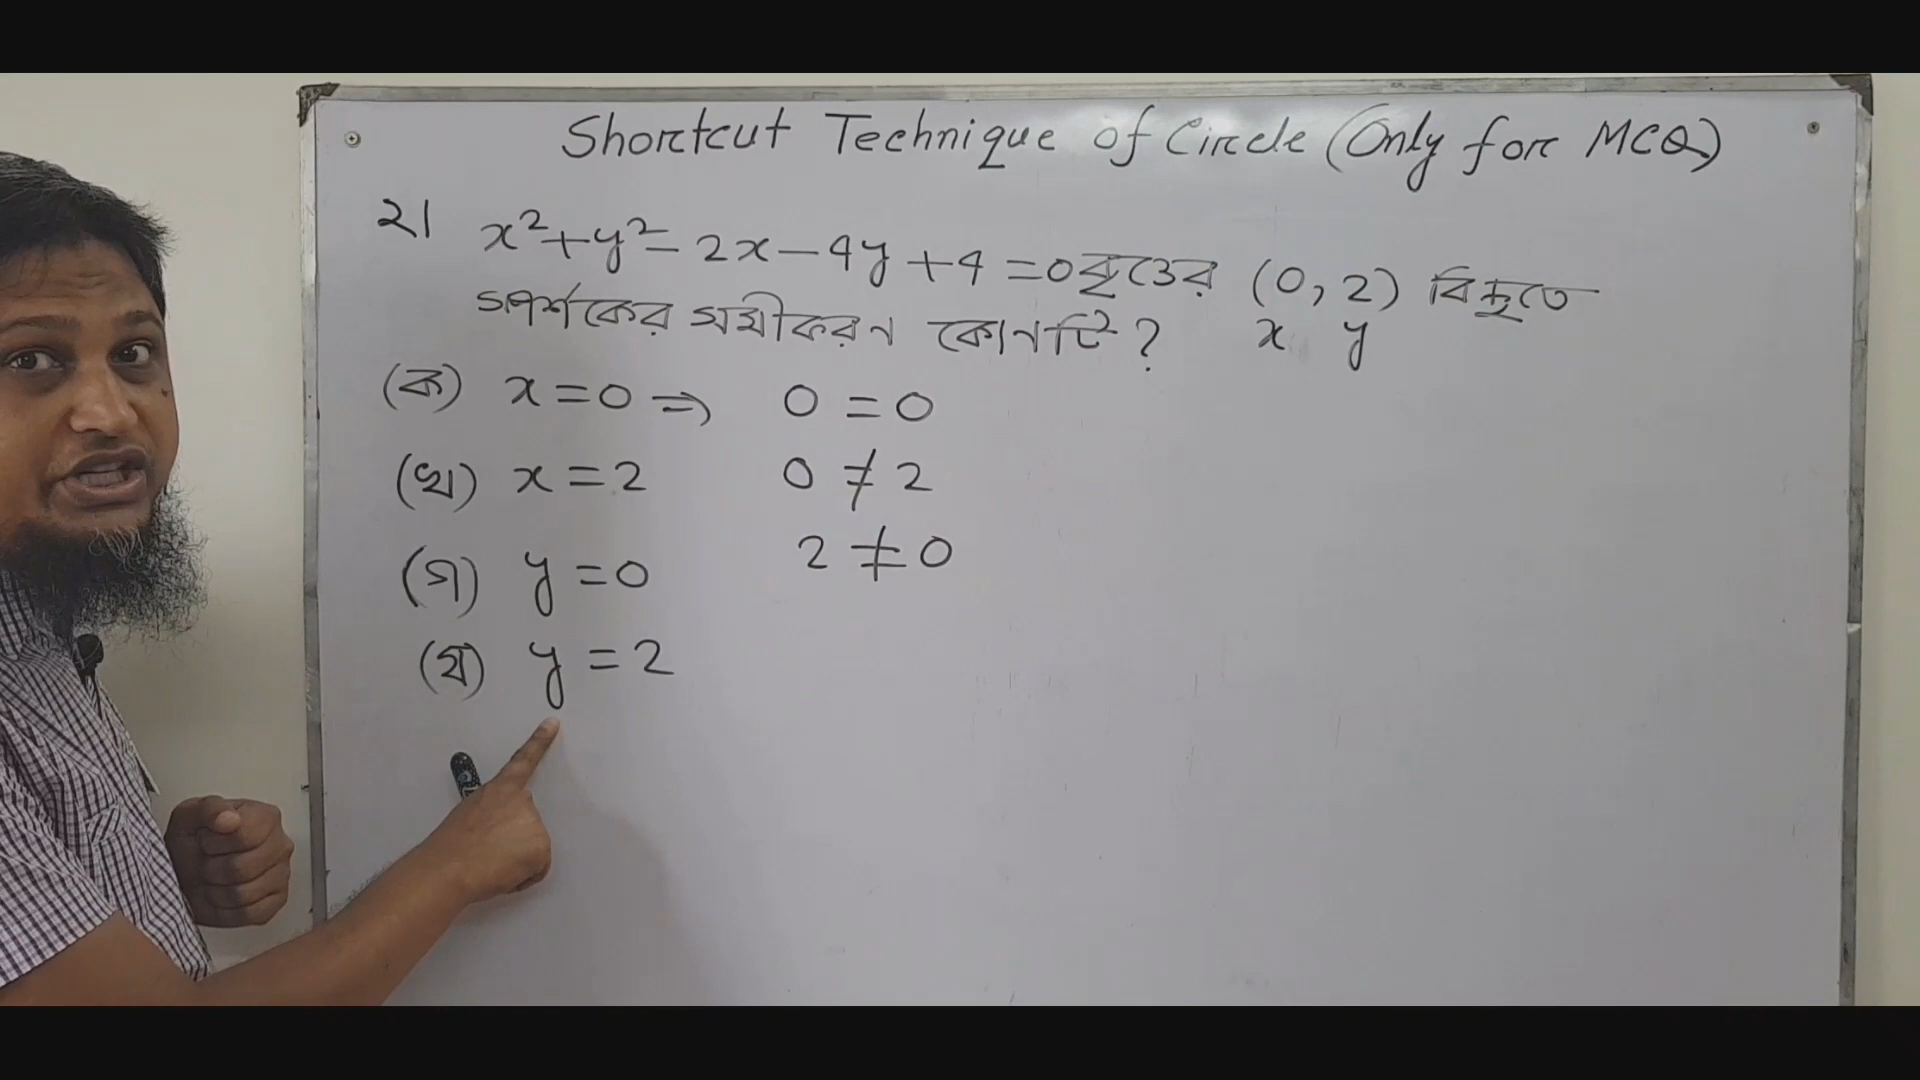 Shortcut Technique of Circle (Only for MCQ)
২। x²+y²-2x-4y+4=0 বৃত্তের (0,2) বিন্দুতে
স্পর্শকের সমীকরণ কোনটি?
x y
(ক) x=0 ⇒ 0=0
(খ) x=2 0≠2
(গ) y=0 2≠0
(ঘ) y=2